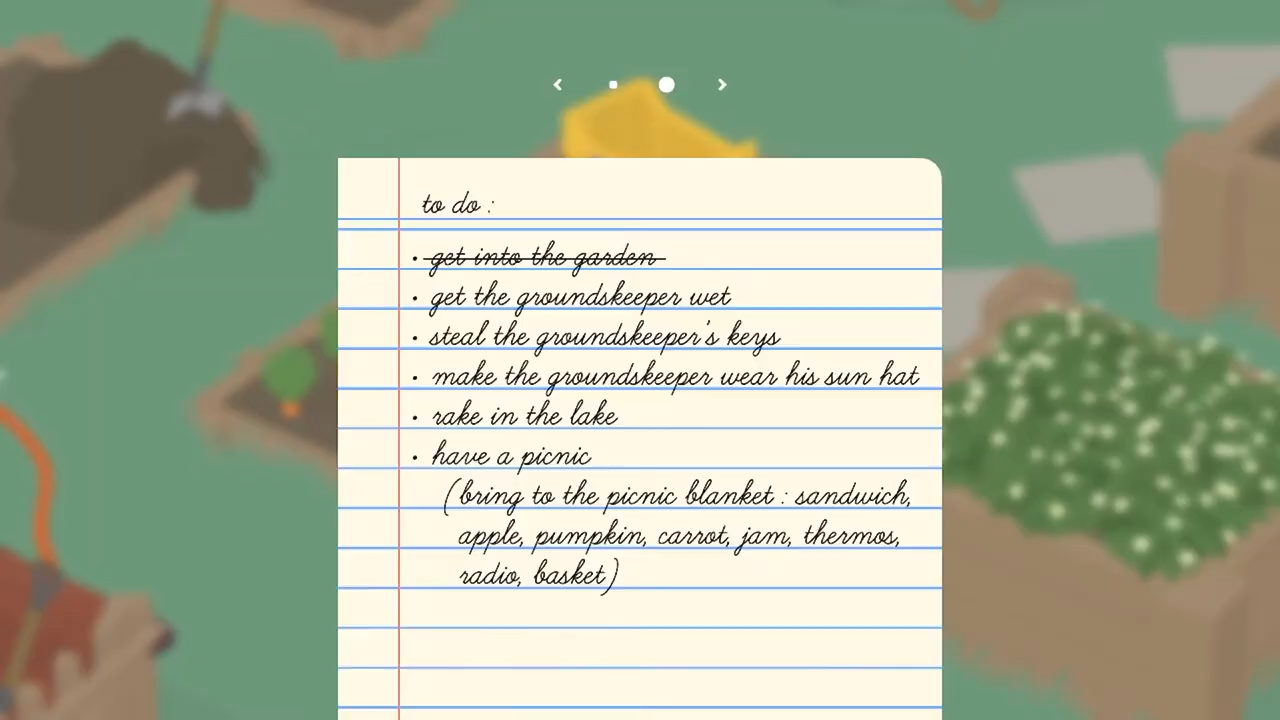 to do :
• get into the garden
• get the groundskeeper wet
• steal the groundskeeper's keys
• make the groundskeeper wear his sun hat
• rake in the lake
• have a picnic
(bring to the picnic blanket : sandwich,
apple, pumpkin, carrot, jam, thermos,
radio, basket)